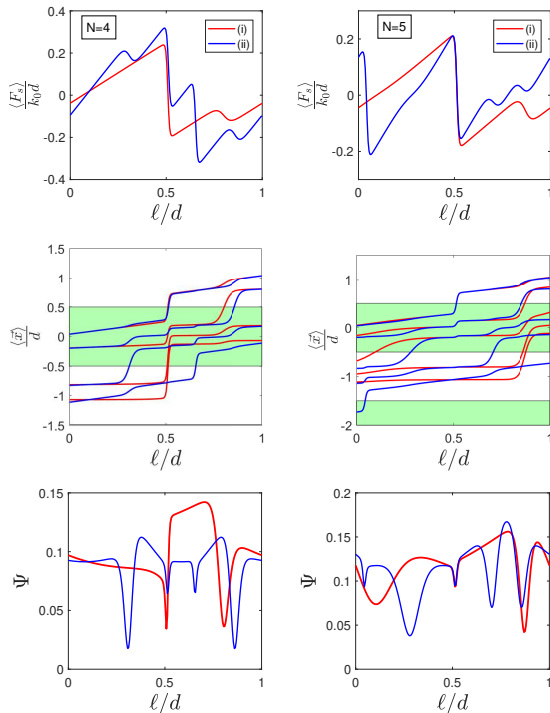 N=4
(i)
(ii)
⟨F_s⟩/k_0d
0.4
0.2
0
-0.2
-0.4
0 0.5 1
ℓ/d
N=5
(i)
(ii)
⟨F_s⟩/k_0d
0.2
0
-0.2
0 0.5 1
ℓ/d
⟨x⃗⟩/d
1.5
1
0.5
0
-0.5
-1
-1.5
0 0.5 1
ℓ/d
⟨x⃗⟩/d
1
0
-1
-2
0 0.5 1
ℓ/d
Ψ
0.15
0.1
0.05
0
0 0.5 1
ℓ/d
Ψ
0.2
0.15
0.1
0.05
0
0 0.5 1
ℓ/d